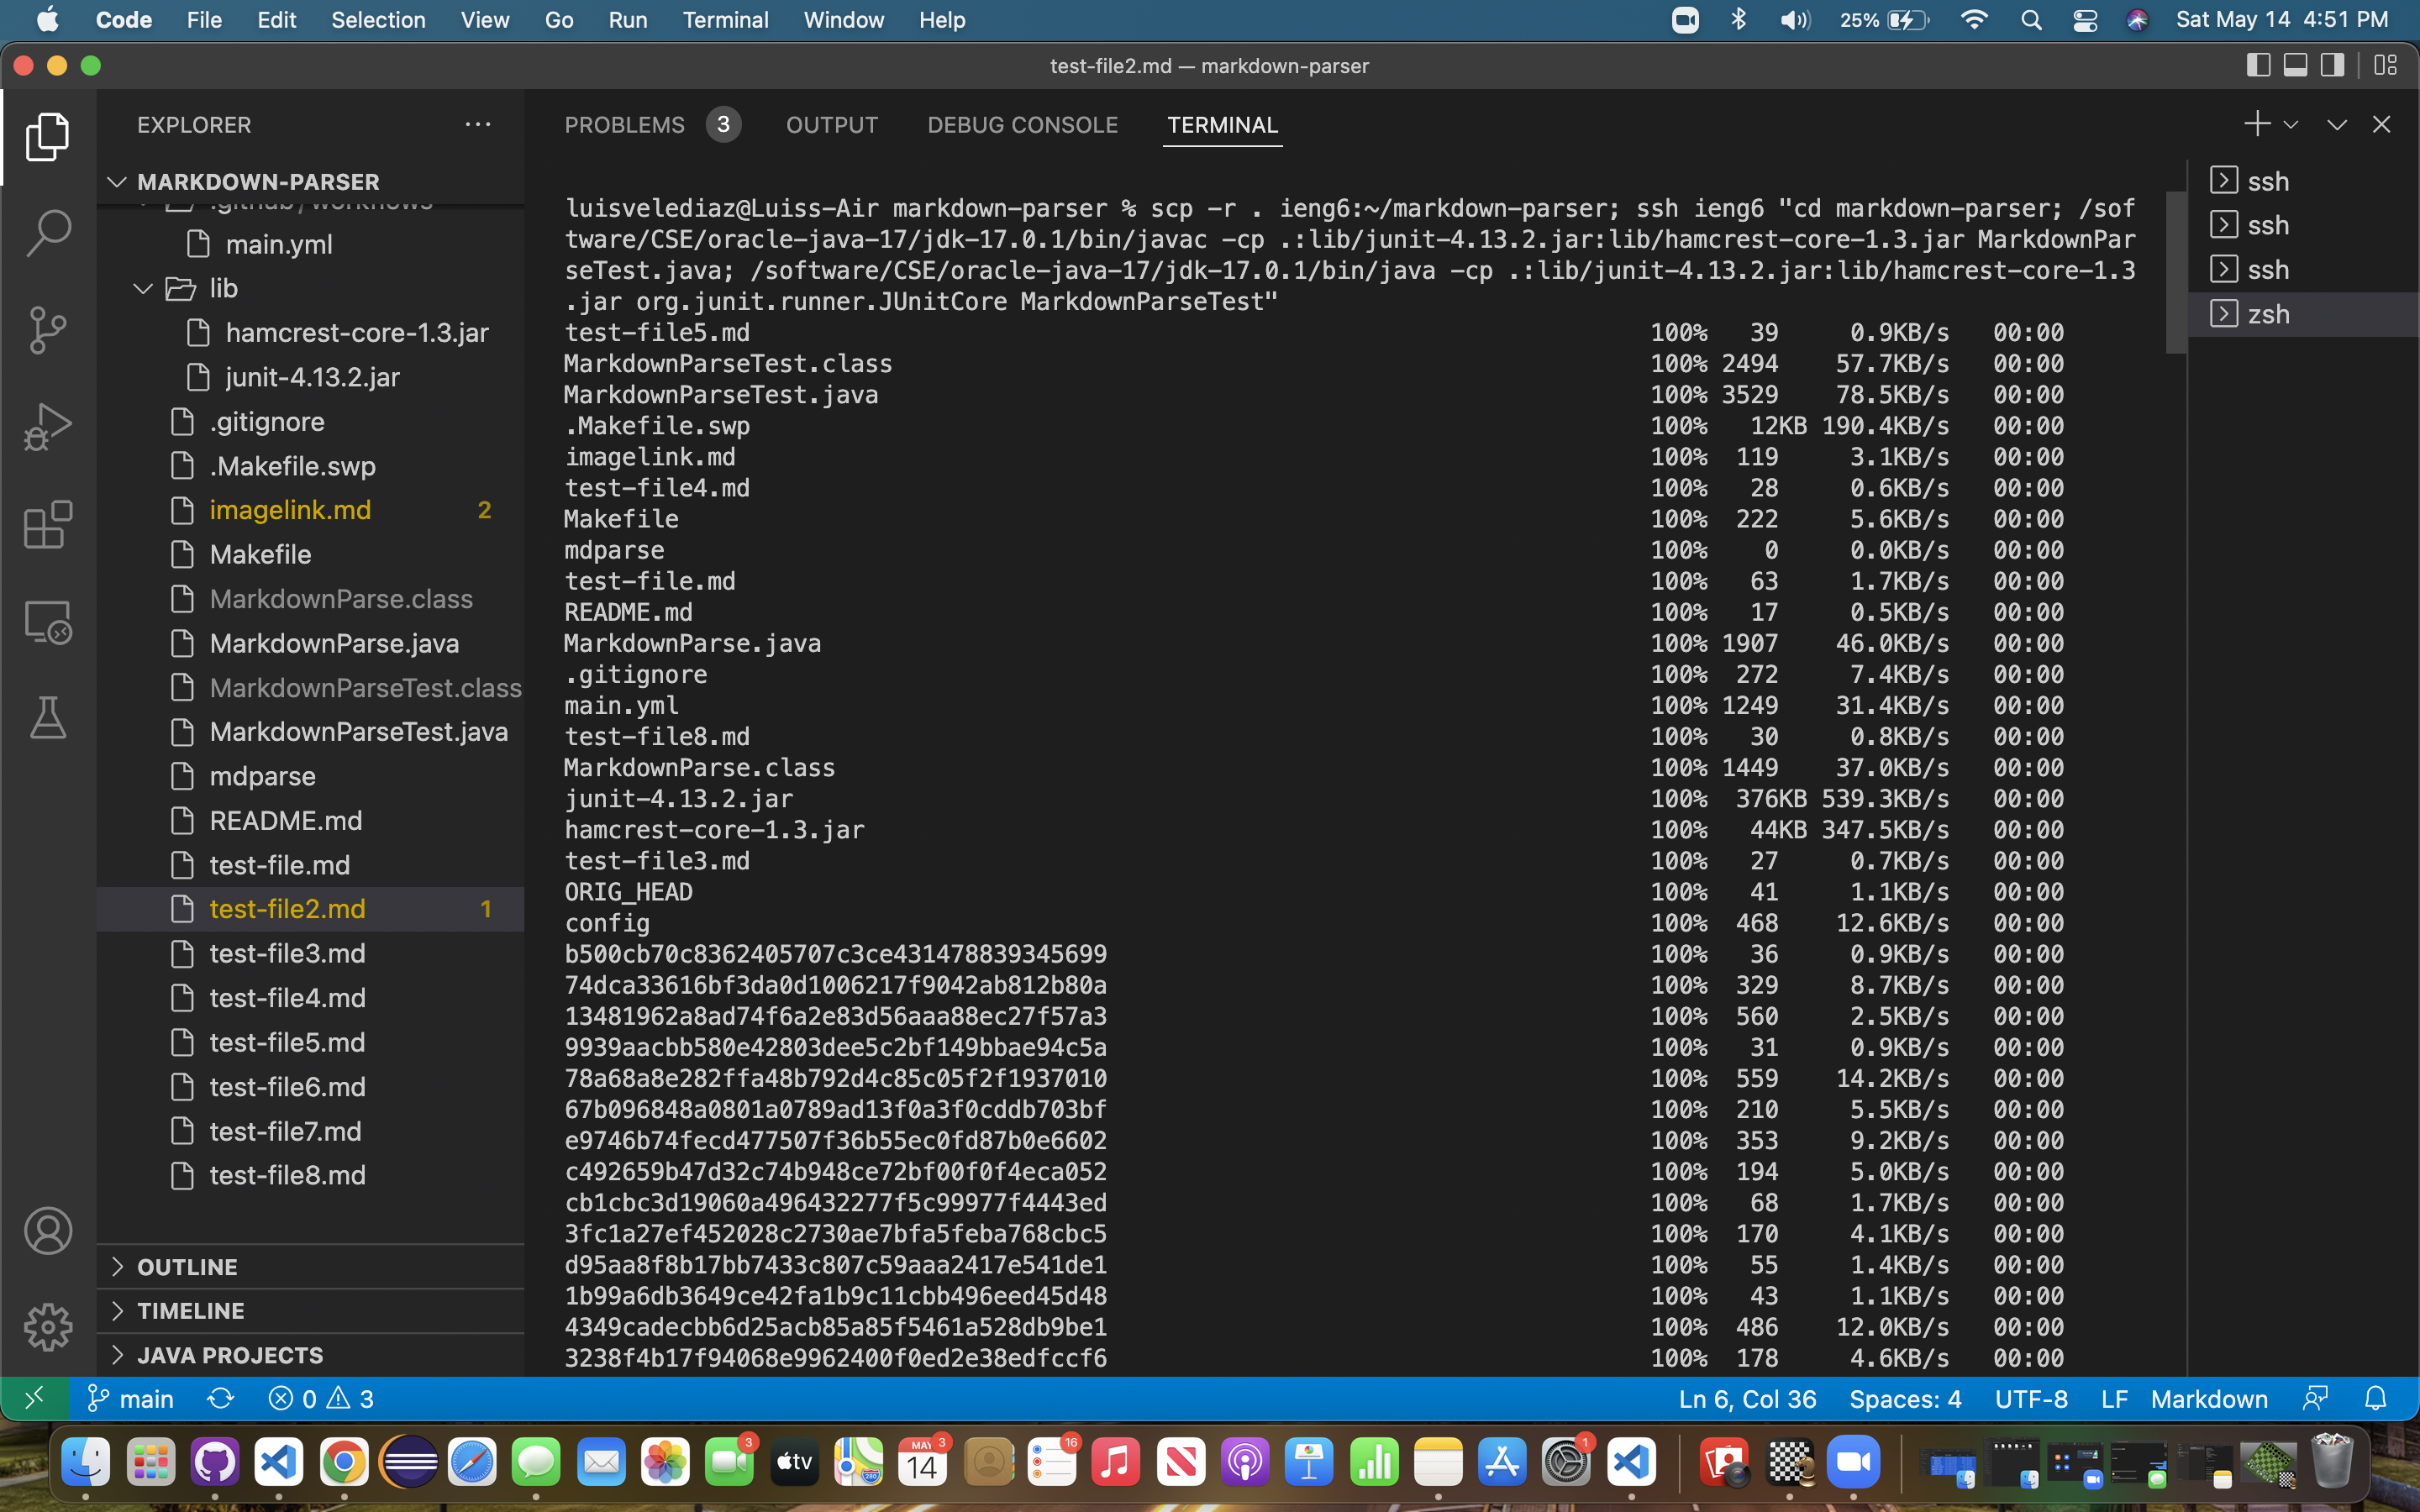 Code File Edit Selection View Go Run Terminal Window Help 25% Sat May 14 4:51 PM
test-file2.md — markdown-parser
EXPLORER
MARKDOWN-PARSER
.github/workflows
main.yml
lib
hamcrest-core-1.3.jar
junit-4.13.2.jar
.gitignore
.Makefile.swp
imagelink.md 2
Makefile
MarkdownParse.class
MarkdownParse.java
MarkdownParseTest.class
MarkdownParseTest.java
mdparse
README.md
test-file.md
test-file2.md 1
test-file3.md
test-file4.md
test-file5.md
test-file6.md
test-file7.md
test-file8.md
OUTLINE
TIMELINE
JAVA PROJECTS
PROBLEMS 3 OUTPUT DEBUG CONSOLE TERMINAL
luisvelediaz@Luiss-Air markdown-parser % scp -r . ieng6:~/markdown-parser; ssh ieng6 "cd markdown-parser; /sof
tware/CSE/oracle-java-17/jdk-17.0.1/bin/javac -cp .:lib/junit-4.13.2.jar:lib/hamcrest-core-1.3.jar MarkdownPar
seTest.java; /software/CSE/oracle-java-17/jdk-17.0.1/bin/java -cp .:lib/junit-4.13.2.jar:lib/hamcrest-core-1.3
.jar org.junit.runner.JUnitCore MarkdownParseTest"
test-file5.md 100% 39 0.9KB/s 00:00
MarkdownParseTest.class 100% 2494 57.7KB/s 00:00
MarkdownParseTest.java 100% 3529 78.5KB/s 00:00
.Makefile.swp 100% 12KB 190.4KB/s 00:00
imagelink.md 100% 119 3.1KB/s 00:00
test-file4.md 100% 28 0.6KB/s 00:00
Makefile 100% 222 5.6KB/s 00:00
mdparse 100% 0 0.0KB/s 00:00
test-file.md 100% 63 1.7KB/s 00:00
README.md 100% 17 0.5KB/s 00:00
MarkdownParse.java 100% 1907 46.0KB/s 00:00
.gitignore 100% 272 7.4KB/s 00:00
main.yml 100% 1249 31.4KB/s 00:00
test-file8.md 100% 30 0.8KB/s 00:00
MarkdownParse.class 100% 1449 37.0KB/s 00:00
junit-4.13.2.jar 100% 376KB 539.3KB/s 00:00
hamcrest-core-1.3.jar 100% 44KB 347.5KB/s 00:00
test-file3.md 100% 27 0.7KB/s 00:00
ORIG_HEAD 100% 41 1.1KB/s 00:00
config 100% 468 12.6KB/s 00:00
b500cb70c8362405707c3ce431478839345699 100% 36 0.9KB/s 00:00
74dca33616bf3da0d1006217f9042ab812b80a 100% 329 8.7KB/s 00:00
13481962a8ad74f6a2e83d56aaa88ec27f57a3 100% 560 2.5KB/s 00:00
9939aacbb580e42803dee5c2bf149bbae94c5a 100% 31 0.9KB/s 00:00
78a68a8e282ffa48b792d4c85c05f2f1937010 100% 559 14.2KB/s 00:00
67b096848a0801a0789ad13f0a3f0cddb703bf 100% 210 5.5KB/s 00:00
e9746b74fecd477507f36b55ec0fd87b0e6602 100% 353 9.2KB/s 00:00
c492659b47d32c74b948ce72bf00f0f4eca052 100% 194 5.0KB/s 00:00
cb1cbc3d19060a496432277f5c99977f4443ed 100% 68 1.7KB/s 00:00
3fc1a27ef452028c2730ae7bfa5feba768cbc5 100% 170 4.1KB/s 00:00
d95aa8f8b17bb7433c807c59aaa2417e541de1 100% 55 1.4KB/s 00:00
1b99a6db3649ce42fa1b9c11cbb496eed45d48 100% 43 1.1KB/s 00:00
4349cadecbb6d25acb85a85f5461a528db9be1 100% 486 12.0KB/s 00:00
3238f4b17f94068e9962400f0ed2e38edfccf6 100% 178 4.6KB/s 00:00
ssh
ssh
ssh
zsh
main 0 3 Ln 6, Col 36 Spaces: 4 UTF-8 LF Markdown
3 tv 280 MAY 3 14 16 1